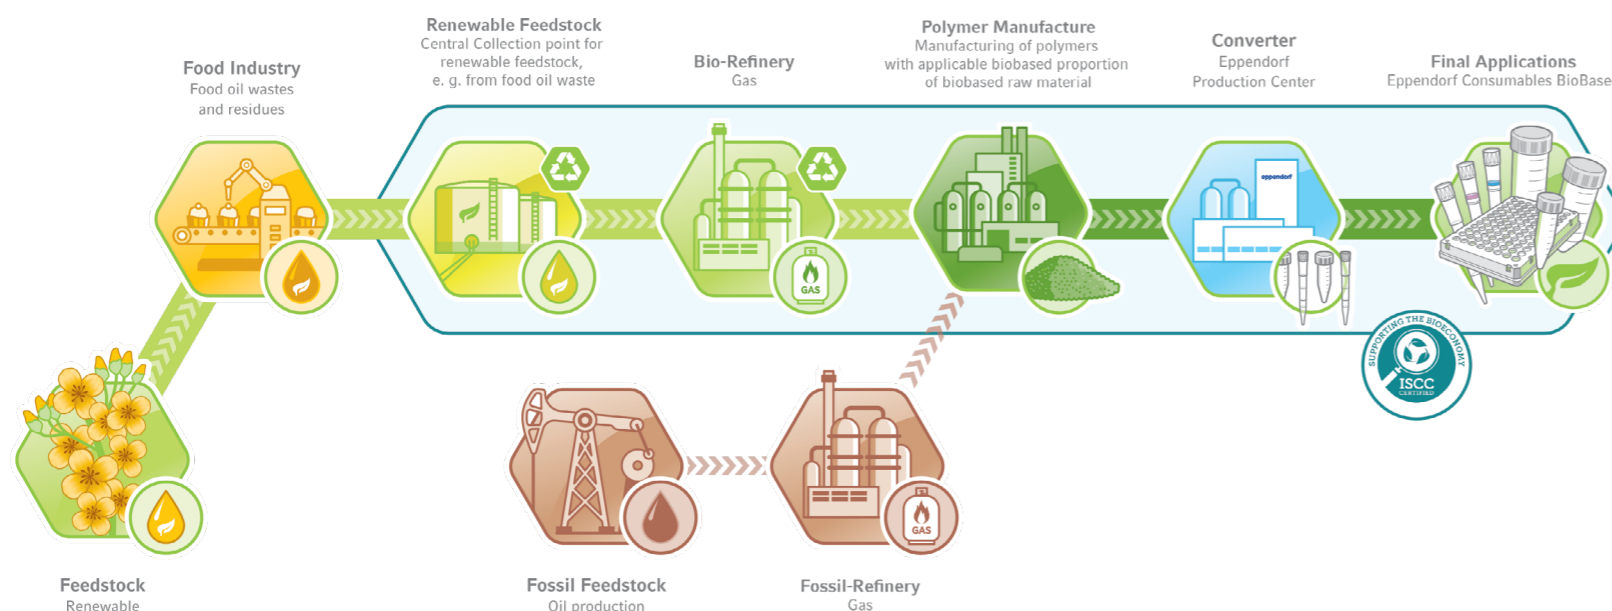 Food Industry
Food oil wastes
and residues
Renewable Feedstock
Central Collection point for
renewable feedstock,
e. g. from food oil waste
Bio-Refinery
Gas
Polymer Manufacture
Manufacturing of polymers
with applicable biobased proportion
of biobased raw material
Converter
Eppendorf
Production Center
Final Applications
Eppendorf Consumables BioBase
eppendorf
GAS
SUPPORTING THE BIOECONOMY
ISCC
CERTIFIED
GAS
Feedstock
Renewable
Fossil Feedstock
Oil production
Fossil-Refinery
Gas